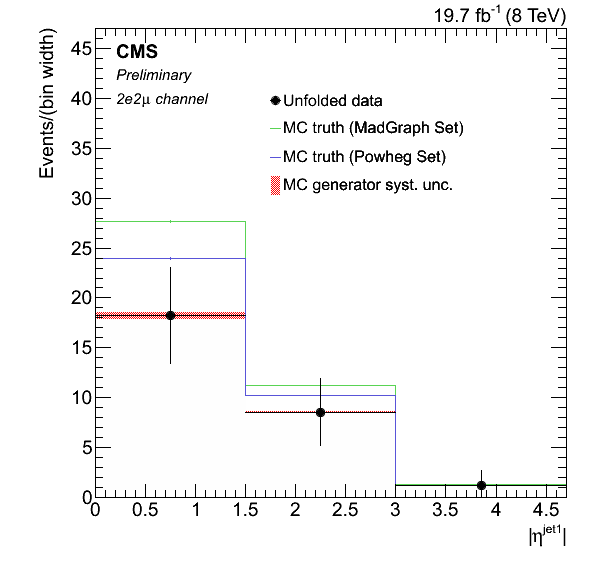 19.7 fb⁻¹ (8 TeV)
Events/(bin width)
45
40
35
30
25
20
15
10
5
0
CMS
Preliminary
2e2μ channel
Unfolded data
MC truth (MadGraph Set)
MC truth (Powheg Set)
MC generator syst. unc.
0 0.5 1 1.5 2 2.5 3 3.5 4 4.5
|η^jet1|